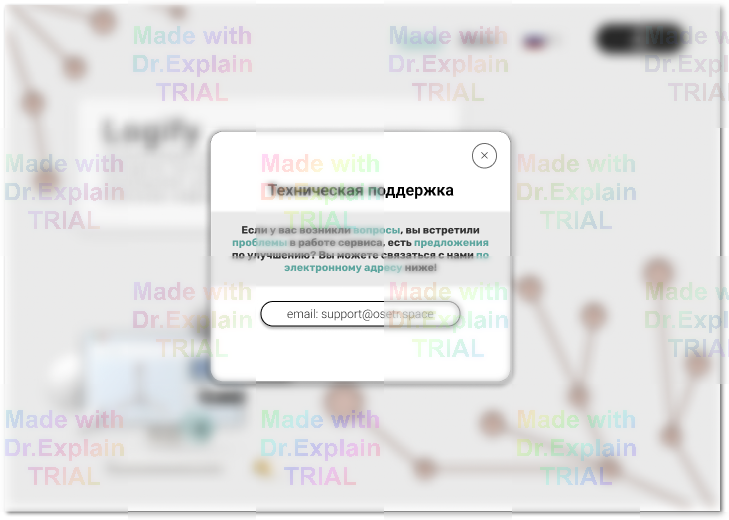 Made with
Dr.Explain
TRIAL
Made with
Dr.Explain
TRIAL
Made with
Dr.Explain
TRIAL
Logify
Made with
Dr.Explain
TRIAL
Made with
Dr.Explain
TRIAL
Made with
Dr.Explain
TRIAL
Техническая поддержка
Если у вас возникли вопросы, вы встретили
проблемы в работе сервиса, есть предложения
по улучшению? Вы можете связаться с нами по
электронному адресу ниже!
email: support@osetr.space
Made with
Dr.Explain
TRIAL
Made with
Dr.Explain
TRIAL
Made with
Dr.Explain
TRIAL
Made with
Dr.Explain
TRIAL
Made with
Dr.Explain
TRIAL
Made with
Dr.Explain
TRIAL